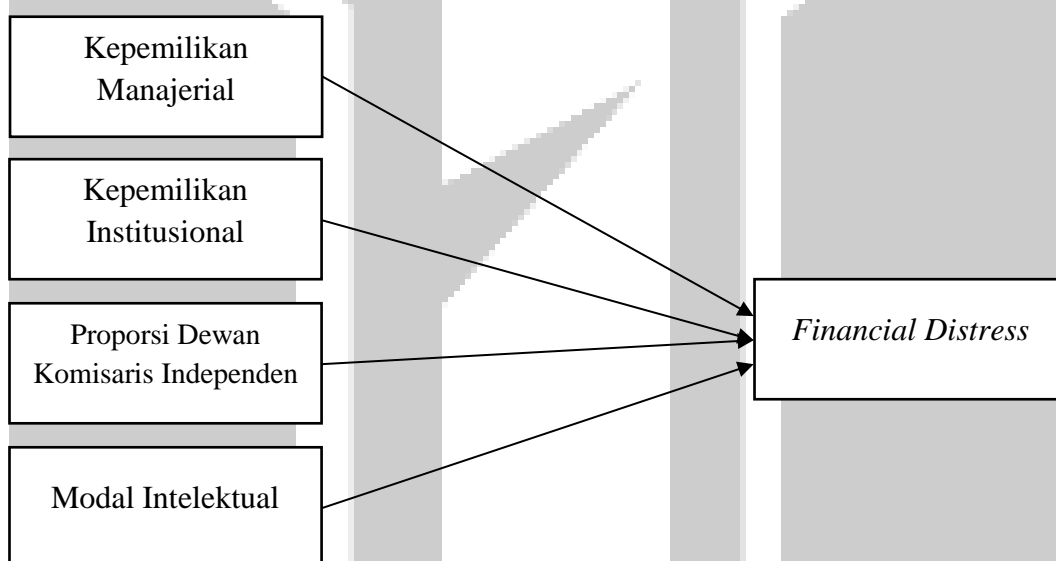 Kepemilikan
Manajerial
Kepemilikan
Institusional
Proporsi Dewan
Komisaris Independen
Modal Intelektual
Financial Distress